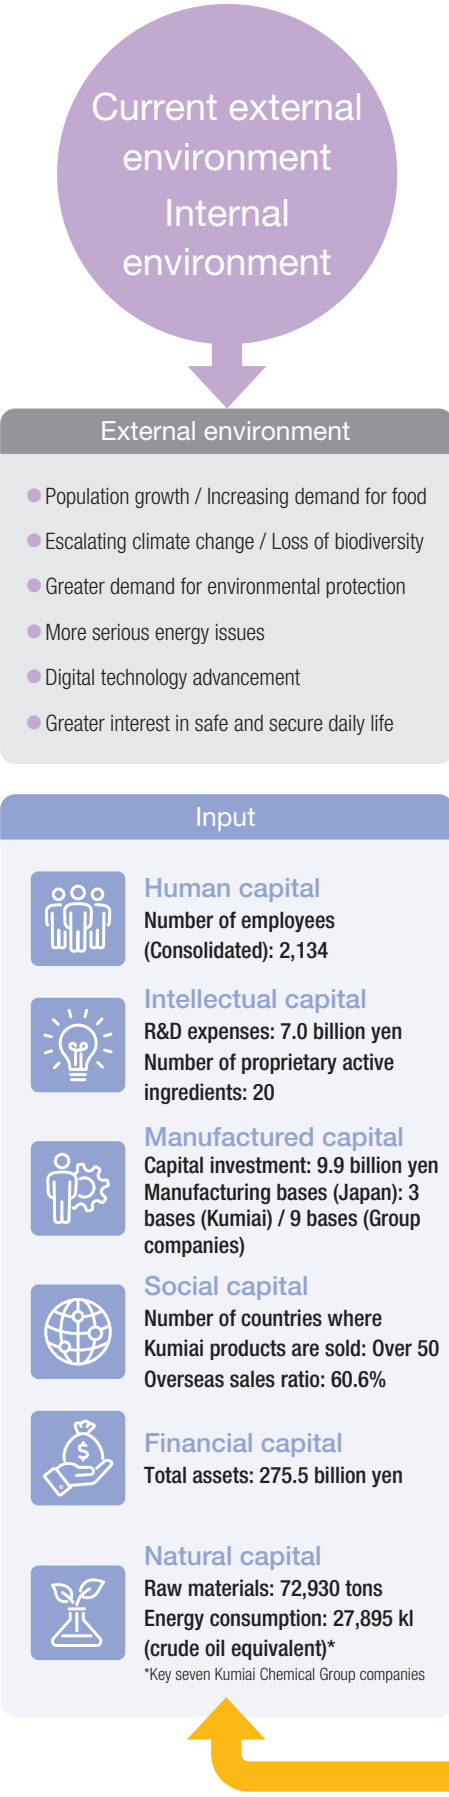 Current external
environment
Internal
environment
External environment
Population growth / Increasing demand for food
Escalating climate change / Loss of biodiversity
Greater demand for environmental protection
More serious energy issues
Digital technology advancement
Greater interest in safe and secure daily life
Input
Human capital
Number of employees
(Consolidated): 2,134
Intellectual capital
R&D expenses: 7.0 billion yen
Number of proprietary active
ingredients: 20
Manufactured capital
Capital investment: 9.9 billion yen
Manufacturing bases (Japan): 3
bases (Kumiai) / 9 bases (Group
companies)
Social capital
Number of countries where
Kumiai products are sold: Over 50
Overseas sales ratio: 60.6%
$
Financial capital
Total assets: 275.5 billion yen
Natural capital
Raw materials: 72,930 tons
Energy consumption: 27,895 kl
(crude oil equivalent)*
*Key seven Kumiai Chemical Group companies